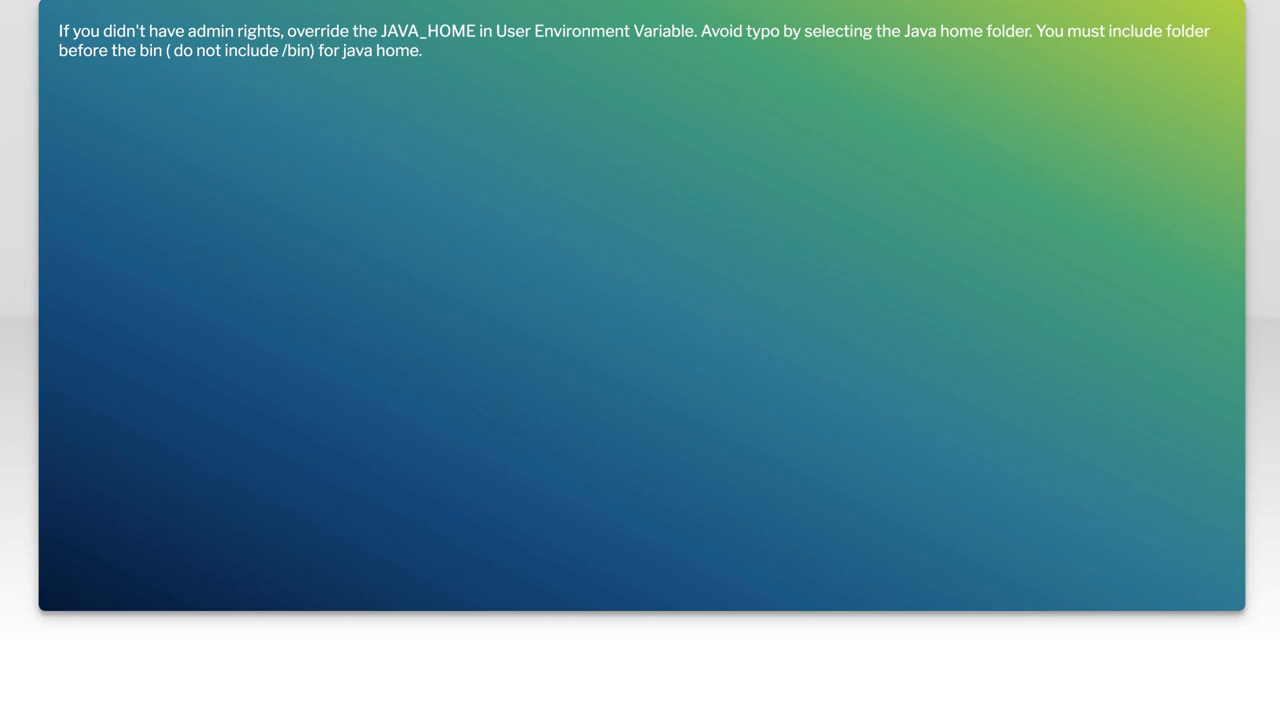 If you didn't have admin rights, override the JAVA_HOME in User Environment Variable. Avoid typo by selecting the Java home folder. You must include folder
before the bin ( do not include /bin) for java home.